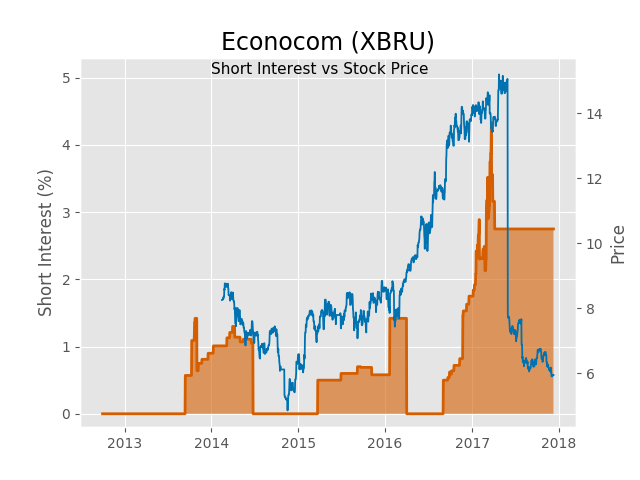 Econocom (XBRU)
Short Interest vs Stock Price
Short Interest (%)
5
4
3
2
1
0
14
12
10
8
6
Price
2013 2014 2015 2016 2017 2018